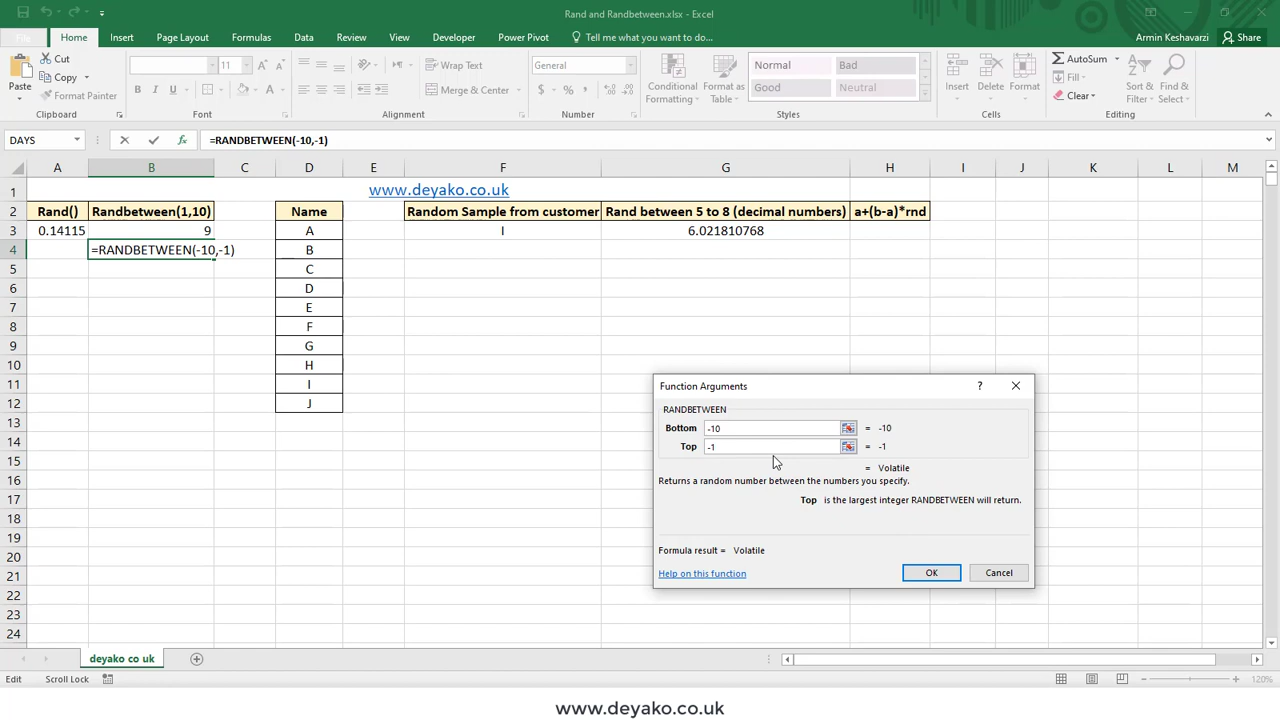 Rand and Randbetween.xlsx - Excel
File Home Insert Page Layout Formulas Data Review View Developer Power Pivot Tell me what you want to do... Armin Keshavarzi Share
Paste Cut Copy Format Painter
Clipboard
11
B I U
Font
Wrap Text
Merge & Center
Alignment
General
$ % ,
Number
Conditional Formatting
Format as Table
Normal Bad
Good Neutral
Styles
Insert Delete Format
Cells
AutoSum
Fill
Clear
Sort & Filter
Find & Select
Editing
DAYS fx =RANDBETWEEN(-10,-1)
A B C D E F G H I J K L M
1 www.deyako.co.uk
2 Rand() Randbetween(1,10) Name Random Sample from customer Rand between 5 to 8 (decimal numbers) a+(b-a)*rnd
3 0.14115 9 A I 6.021810768
4 =RANDBETWEEN(-10,-1) B
5 C
6 D
7 E
8 F
9 G
10 H
11 I
12 J
13
14
15
16
17
18
19
20
21
22
23
24
Function Arguments ?
RANDBETWEEN
Bottom -10 = -10
Top -1 = -1
= Volatile
Returns a random number between the numbers you specify.
Top is the largest integer RANDBETWEEN will return.
Formula result = Volatile
Help on this function OK Cancel
deyako co uk
Edit Scroll Lock 120%
www.deyako.co.uk